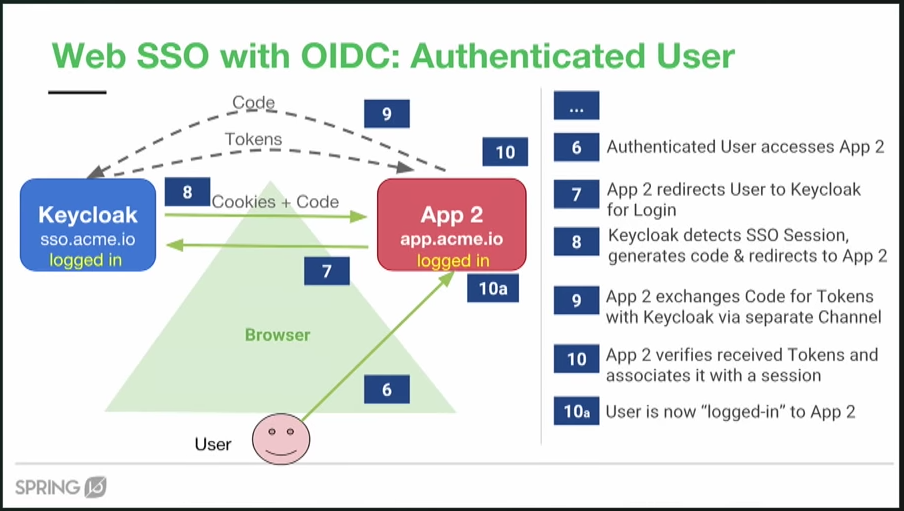 Web SSO with OIDC: Authenticated User
Code
9
Tokens
10
8
Cookies + Code
Keycloak
sso.acme.io
logged in
App 2
app.acme.io
logged in
7
10a
Browser
6
User
...
6 Authenticated User accesses App 2
7 App 2 redirects User to Keycloak
for Login
8 Keycloak detects SSO Session,
generates code & redirects to App 2
9 App 2 exchanges Code for Tokens
with Keycloak via separate Channel
10 App 2 verifies received Tokens and
associates it with a session
10a User is now “logged-in” to App 2
SPRING iO